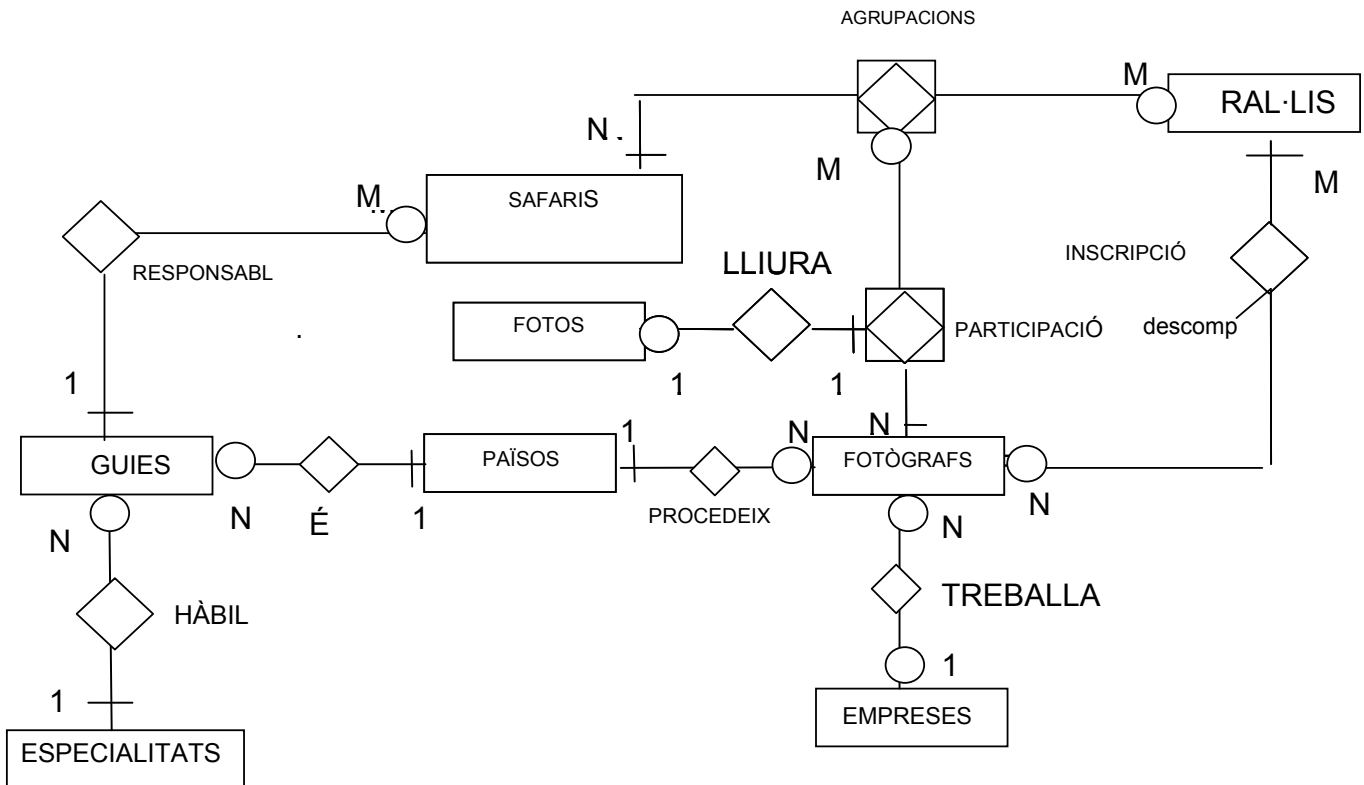 AGRUPACIONS
M
RAL·LIS
N
M
M
M
SAFARIS
RESPONSABL
LLIURA
INSCRIPCIÓ
FOTOS
PARTICIPACIÓ
descomp
1
1
1
1
N
N
GUIES
PAÏSOS
FOTÒGRAFS
N
É
1
PROCEDEIX
N
N
N
HÀBIL
TREBALLA
1
1
EMPRESES
ESPECIALITATS